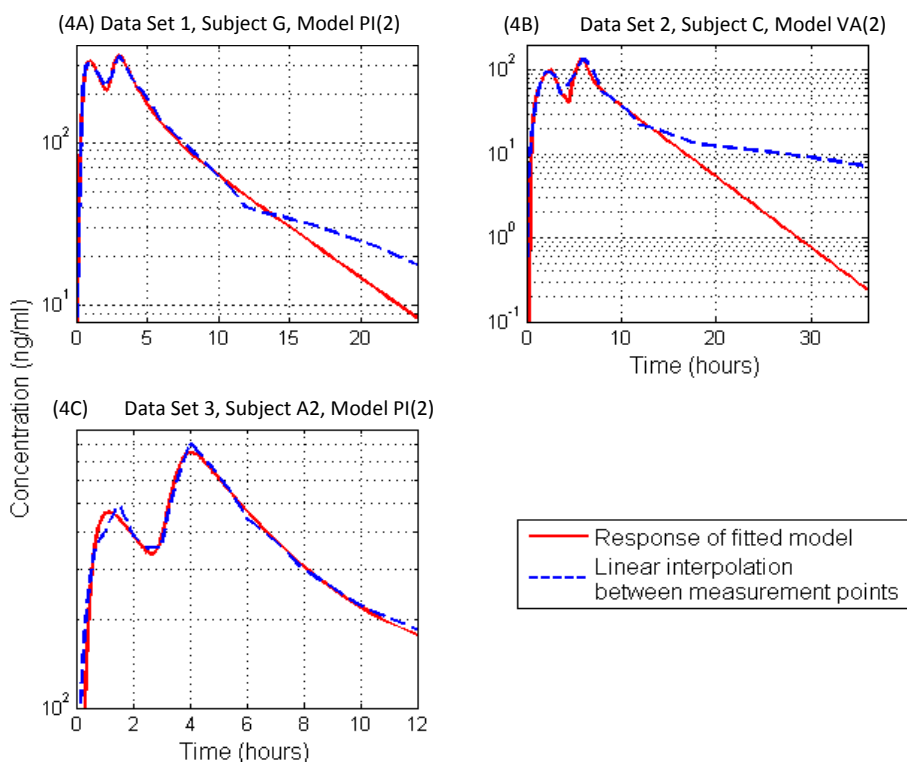 (4A) Data Set 1, Subject G, Model PI(2)
(4B) Data Set 2, Subject C, Model VA(2)
10^2
10^1
0 5 10 15 20
10^2
10^1
10^0
10^-1
0 10 20 30
Time (hours)
Concentration (ng/ml)
(4C) Data Set 3, Subject A2, Model PI(2)
10^2
0 2 4 6 8 10 12
Time (hours)
Response of fitted model
Linear interpolation
between measurement points